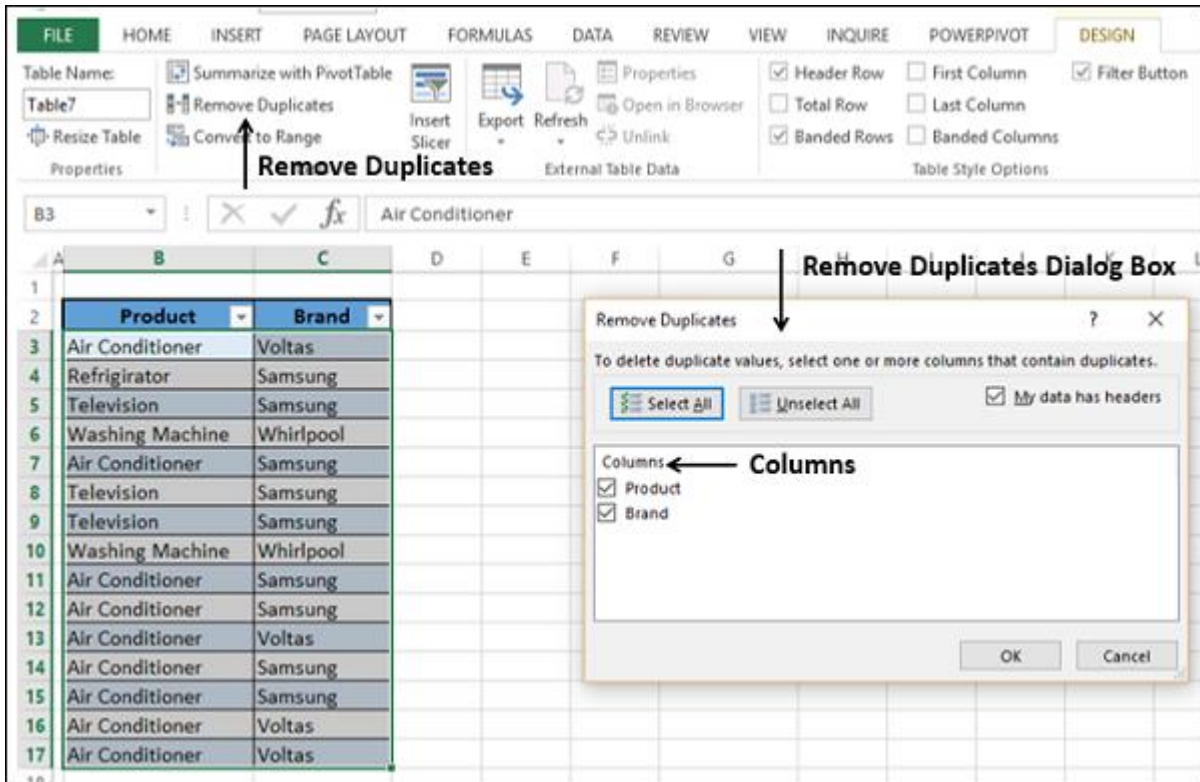 FILE HOME INSERT PAGE LAYOUT FORMULAS DATA REVIEW VIEW INQUIRE POWERPIVOT DESIGN
Table Name: Summarize with PivotTable Properties Header Row First Column Filter Button
Table7 Remove Duplicates Insert Slicer Export Refresh Open in Browser Total Row Last Column
Resize Table Convert to Range Unlink Banded Rows Banded Columns
Properties Remove Duplicates External Table Data Table Style Options
B3 fx Air Conditioner
A B C D E F G H K
Remove Duplicates Dialog Box
1
2 Product Brand
3 Air Conditioner Voltas
4 Refrigirator Samsung
5 Television Samsung
6 Washing Machine Whirlpool
7 Air Conditioner Samsung
8 Television Samsung
9 Television Samsung
10 Washing Machine Whirlpool
11 Air Conditioner Samsung
12 Air Conditioner Samsung
13 Air Conditioner Voltas
14 Air Conditioner Samsung
15 Air Conditioner Samsung
16 Air Conditioner Voltas
17 Air Conditioner Voltas
Remove Duplicates ?
To delete duplicate values, select one or more columns that contain duplicates.
Select All Unselect All My data has headers
Columns Columns
Product
Brand
OK Cancel